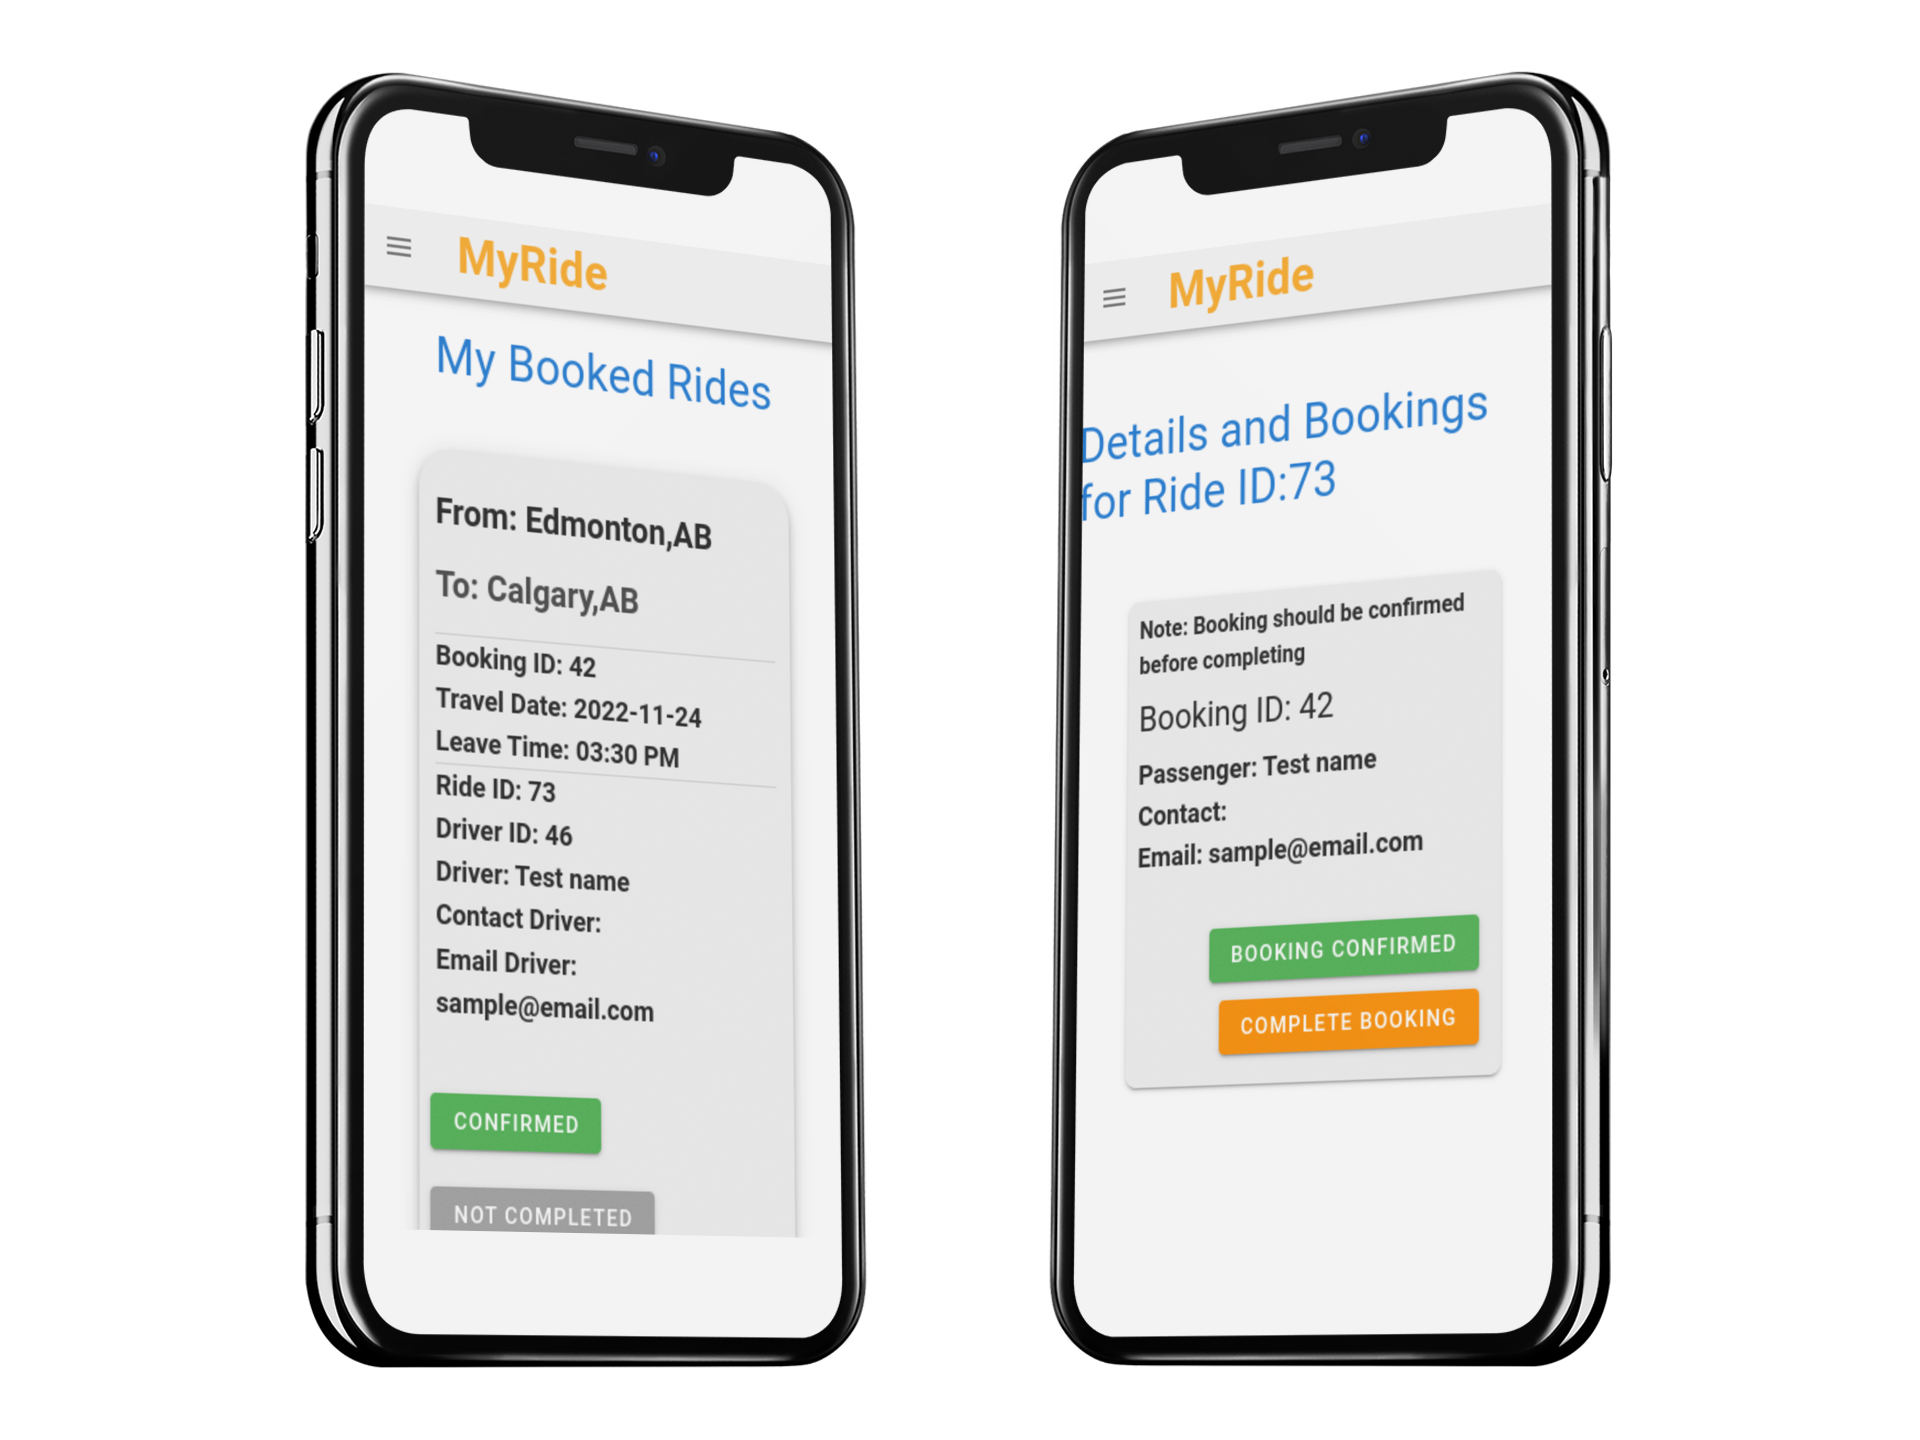 MyRide
My Booked Rides
From: Edmonton,AB
To: Calgary,AB
Booking ID: 42
Travel Date: 2022-11-24
Leave Time: 03:30 PM
Ride ID: 73
Driver ID: 46
Driver: Test name
Contact Driver:
Email Driver:
sample@email.com
CONFIRMED
NOT COMPLETED
MyRide
Details and Bookings
for Ride ID:73
Note: Booking should be confirmed
before completing
Booking ID: 42
Passenger: Test name
Contact:
Email: sample@email.com
BOOKING CONFIRMED
COMPLETE BOOKING